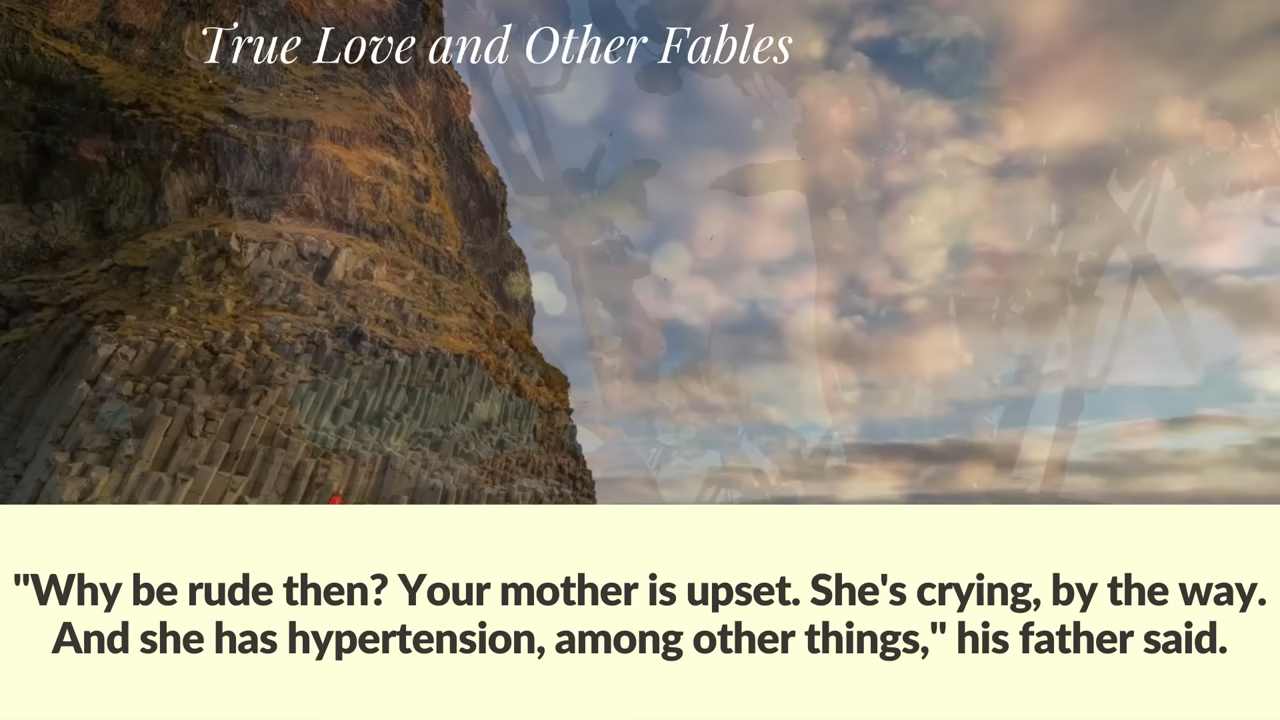 True Love and Other Fables
"Why be rude then? Your mother is upset. She's crying, by the way.
And she has hypertension, among other things," his father said.